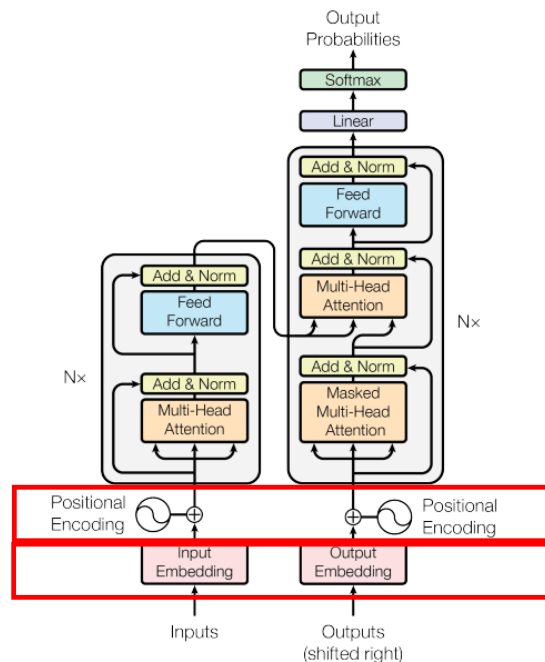 Output
Probabilities
Softmax
Linear
Add & Norm
Feed
Forward
Add & Norm
Multi-Head
Attention
Add & Norm
Masked
Multi-Head
Attention
Nx
Add & Norm
Feed
Forward
Add & Norm
Multi-Head
Attention
Nx
Positional
Encoding
Positional
Encoding
Input
Embedding
Output
Embedding
Inputs
Outputs
(shifted right)